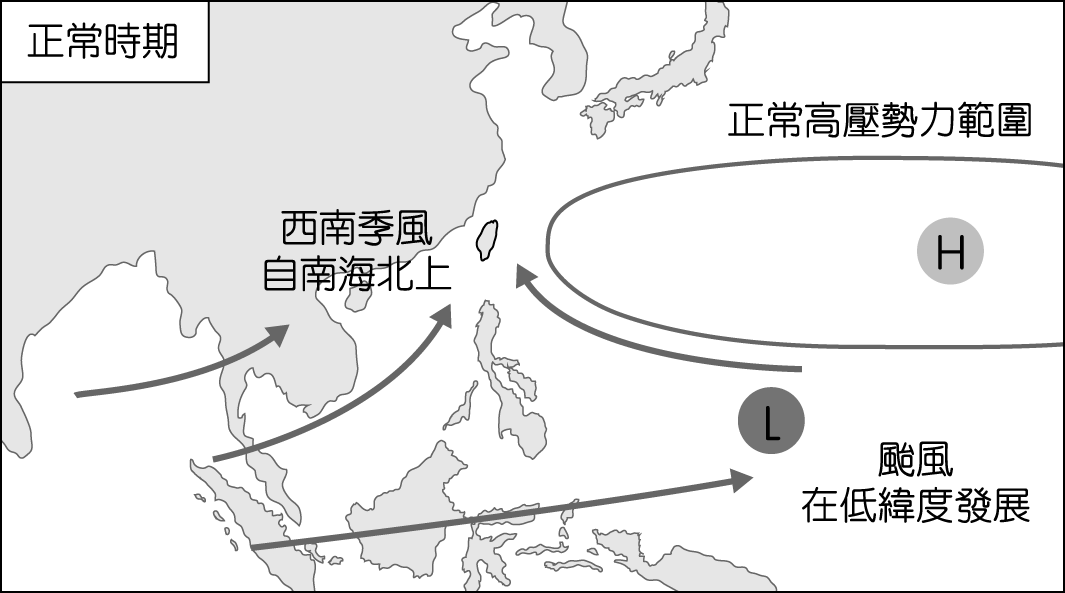 正常時期
正常高壓勢力範圍
西南季風
自南海北上
H
L
颱風
在低緯度發展